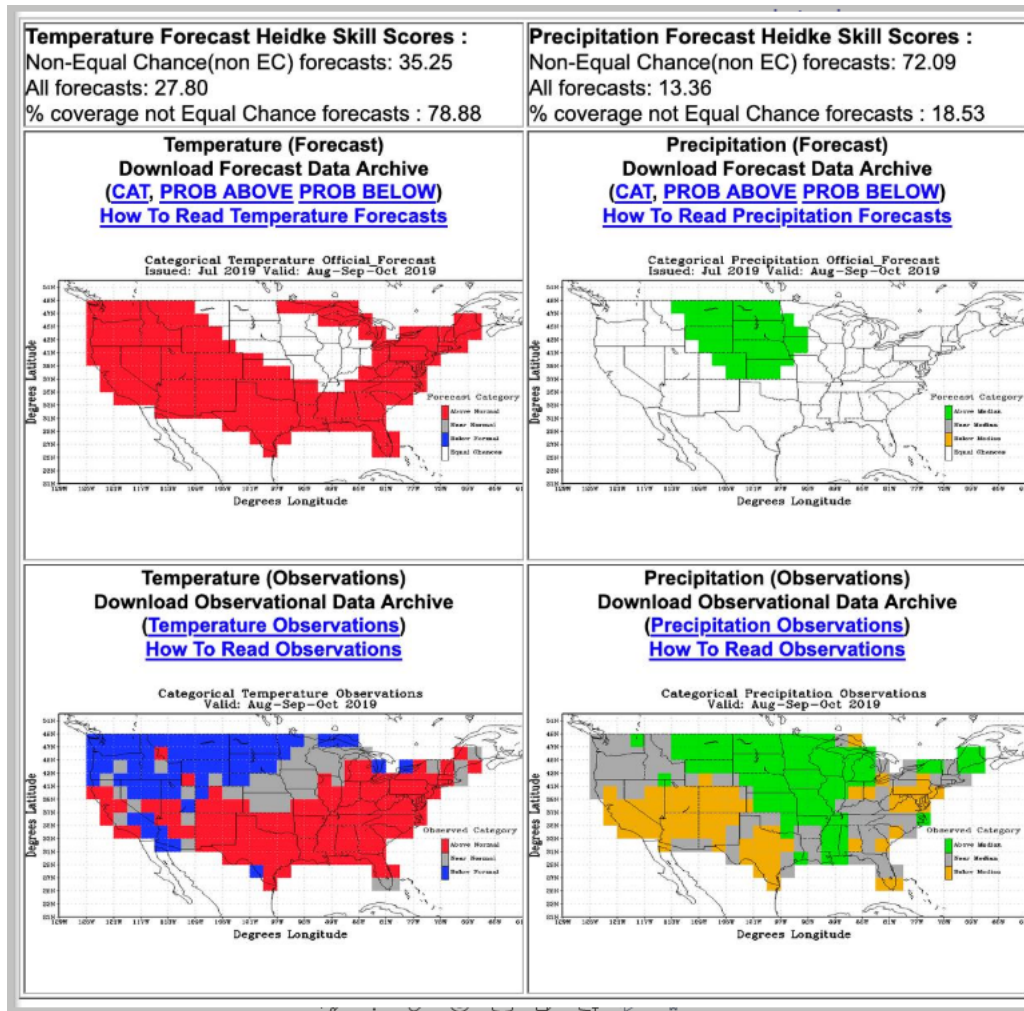 Temperature Forecast Heidke Skill Scores :
Non-Equal Chance(non EC) forecasts: 35.25
All forecasts: 27.80
% coverage not Equal Chance forecasts : 78.88
Precipitation Forecast Heidke Skill Scores :
Non-Equal Chance(non EC) forecasts: 72.09
All forecasts: 13.36
% coverage not Equal Chance forecasts : 18.53
Temperature (Forecast)
Download Forecast Data Archive
(CAT, PROB ABOVE PROB BELOW)
How To Read Temperature Forecasts
Categorical Temperature Official_Forecast
Issued: Jul 2019 Valid: Aug-Sep-Oct 2019
Degrees Latitude
Forecast Category
Above Normal
Near Normal
Below Normal
Equal Chances
Degrees Longitude
Precipitation (Forecast)
Download Forecast Data Archive
(CAT, PROB ABOVE PROB BELOW)
How To Read Precipitation Forecasts
Categorical Precipitation Official_Forecast
Issued: Jul 2019 Valid: Aug-Sep-Oct 2019
Degrees Latitude
Forecast Category
Above Median
Near Median
Below Median
Equal Chances
Degrees Longitude
Temperature (Observations)
Download Observational Data Archive
(Temperature Observations)
How To Read Observations
Categorical Temperature Observations
Valid: Aug-Sep-Oct 2019
Degrees Latitude
Observed Category
Above Normal
Near Normal
Below Normal
Degrees Longitude
Precipitation (Observations)
Download Observational Data Archive
(Precipitation Observations)
How To Read Observations
Categorical Precipitation Observations
Valid: Aug-Sep-Oct 2019
Degrees Latitude
Observed Category
Above Median
Near Median
Below Median
Degrees Longitude